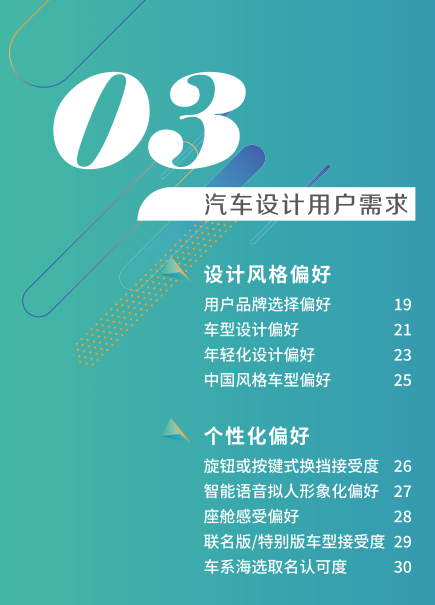 03
汽车设计用户需求
设计风格偏好
用户品牌选择偏好 19
车型设计偏好 21
年轻化设计偏好 23
中国风格车型偏好 25
个性化偏好
旋钮或按键式换挡接受度 26
智能语音拟人形象化偏好 27
座舱感受偏好 28
联名版/特别版车型接受度 29
车系海选取名认可度 30